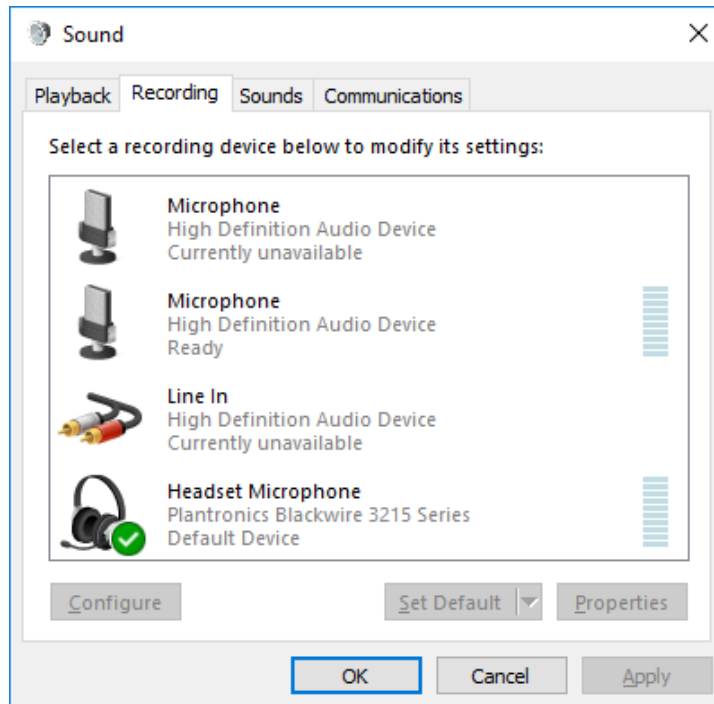 Sound
Playback Recording Sounds Communications
Select a recording device below to modify its settings:
Microphone
High Definition Audio Device
Currently unavailable
Microphone
High Definition Audio Device
Ready
Line In
High Definition Audio Device
Currently unavailable
Headset Microphone
Plantronics Blackwire 3215 Series
Default Device
Configure Set Default Properties
OK Cancel Apply